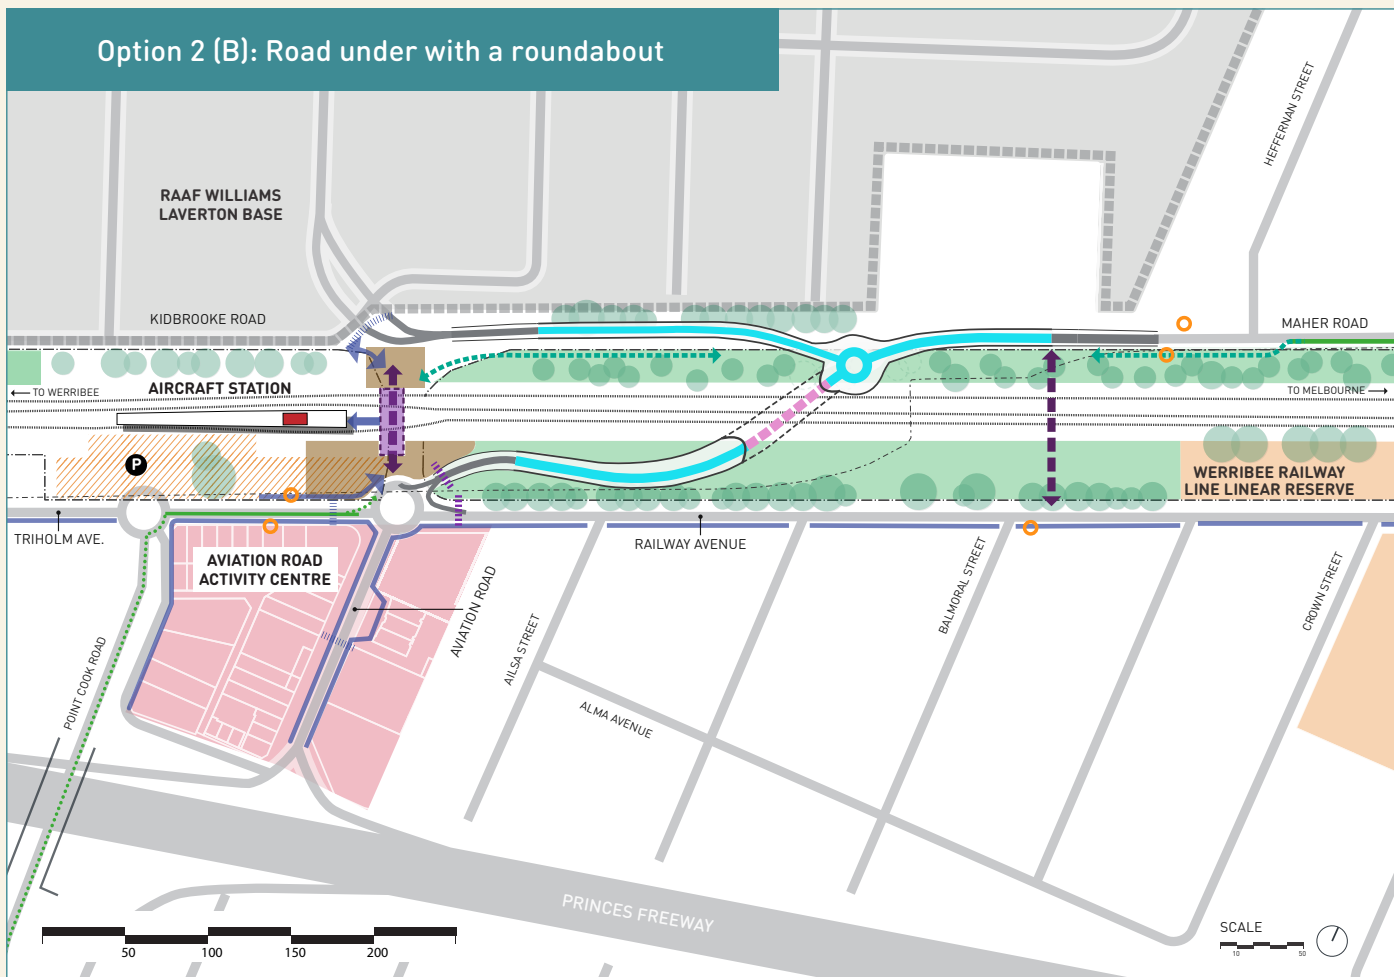 Option 2 (B): Road under with a roundabout
HEFFERNAN STREET
RAAF WILLIAMS
LAVERTON BASE
KIDBROOKE ROAD
MAHER ROAD
AIRCRAFT STATION
TO WERRIBEE
TO MELBOURNE
P
WERRIBEE RAILWAY
LINE LINEAR RESERVE
TRIHOLM AVE.
RAILWAY AVENUE
AVIATION ROAD
ACTIVITY CENTRE
AVIATION ROAD
AILSA STREET
BALMORAL STREET
CROWN STREET
POINT COOK ROAD
ALMA AVENUE
PRINCES FREEWAY
50 100 150 200
SCALE
10 50